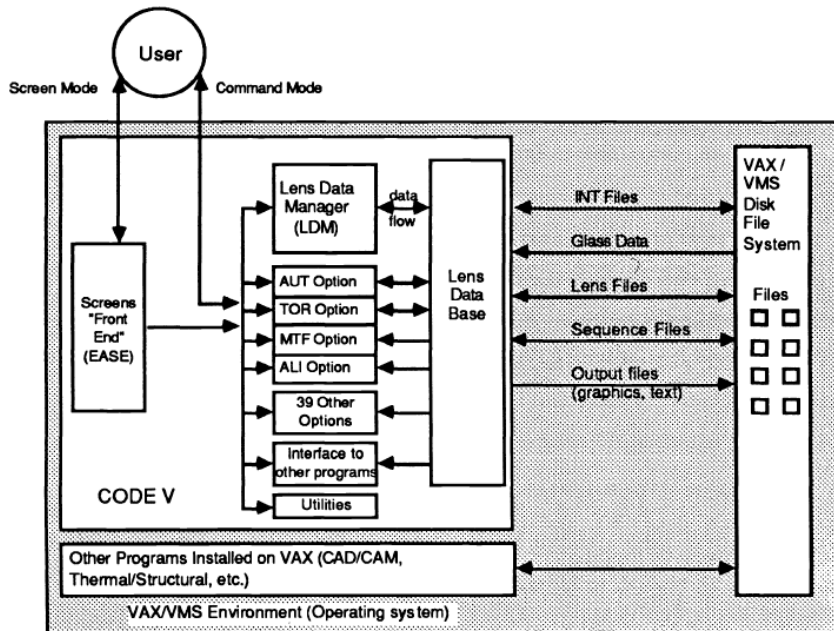 User
Screen Mode
Command Mode
Lens Data
Manager
(LDM)
data
flow
AUT Option
TOR Option
MTF Option
ALI Option
39 Other
Options
Interface to
other programs
Utilities
Screens
"Front
End"
(EASE)
CODE V
Lens
Data
Base
INT Files
Glass Data
Lens Files
Sequence Files
Output files
(graphics, text)
VAX /
VMS
Disk
File
System
Files
Other Programs Installed on VAX (CAD/CAM,
Thermal/Structural, etc.)
VAX/VMS Environment (Operating system)